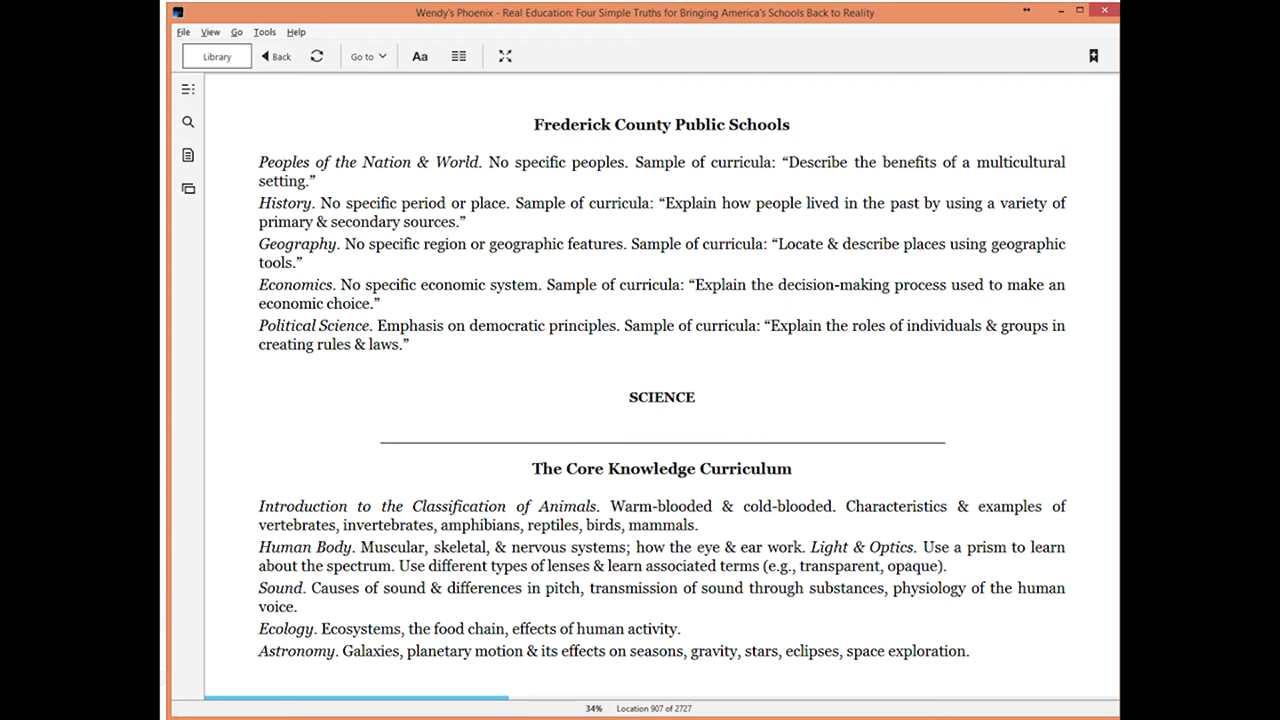 Wendy's Phoenix - Real Education: Four Simple Truths for Bringing America's Schools Back to Reality
File View Go Tools Help
Library Back Go to Aa
Frederick County Public Schools
Peoples of the Nation & World. No specific peoples. Sample of curricula: “Describe the benefits of a multicultural
setting.”
History. No specific period or place. Sample of curricula: “Explain how people lived in the past by using a variety of
primary & secondary sources.”
Geography. No specific region or geographic features. Sample of curricula: “Locate & describe places using geographic
tools.”
Economics. No specific economic system. Sample of curricula: “Explain the decision-making process used to make an
economic choice.”
Political Science. Emphasis on democratic principles. Sample of curricula: “Explain the roles of individuals & groups in
creating rules & laws.”
SCIENCE
The Core Knowledge Curriculum
Introduction to the Classification of Animals. Warm-blooded & cold-blooded. Characteristics & examples of
vertebrates, invertebrates, amphibians, reptiles, birds, mammals.
Human Body. Muscular, skeletal, & nervous systems; how the eye & ear work. Light & Optics. Use a prism to learn
about the spectrum. Use different types of lenses & learn associated terms (e.g., transparent, opaque).
Sound. Causes of sound & differences in pitch, transmission of sound through substances, physiology of the human
voice.
Ecology. Ecosystems, the food chain, effects of human activity.
Astronomy. Galaxies, planetary motion & its effects on seasons, gravity, stars, eclipses, space exploration.
34% Location 907 of 2727